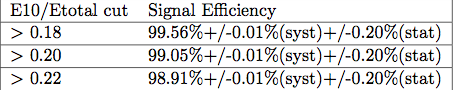 E10/Etotal cut Signal Efficiency
> 0.18 99.56%+/-0.01%(syst)+/-0.20%(stat)
> 0.20 99.05%+/-0.01%(syst)+/-0.20%(stat)
> 0.22 98.91%+/-0.01%(syst)+/-0.20%(stat)